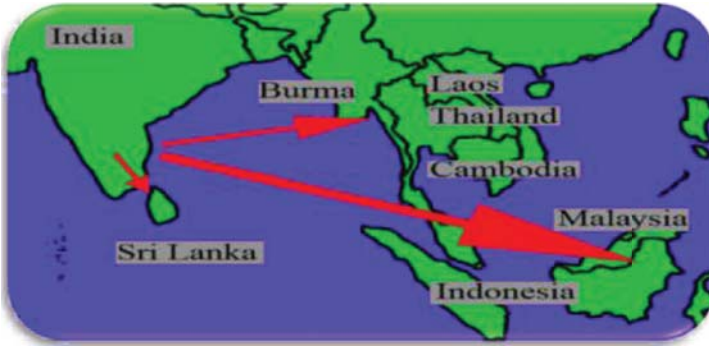 India
Burma
Laos
Thailand
Cambodia
Malaysia
Sri Lanka
Indonesia